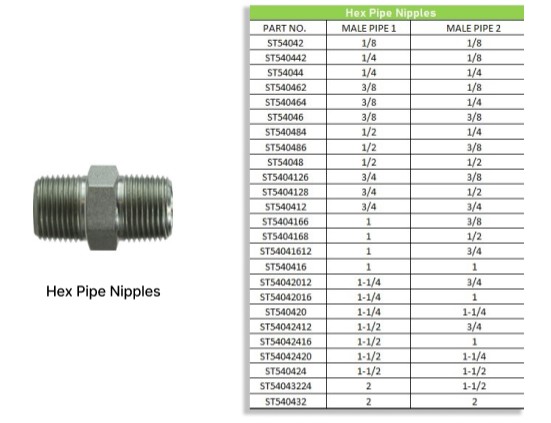 Hex Pipe Nipples
Hex Pipe Nipples
PART NO. MALE PIPE 1 MALE PIPE 2
ST54042 1/8 1/8
ST540442 1/4 1/8
ST54044 1/4 1/4
ST540462 3/8 1/8
ST540464 3/8 1/4
ST54046 3/8 3/8
ST540484 1/2 1/4
ST540486 1/2 3/8
ST54048 1/2 1/2
ST5404126 3/4 3/8
ST5404128 3/4 1/2
ST540412 3/4 3/4
ST5404166 1 3/8
ST5404168 1 1/2
ST54041612 1 3/4
ST540416 1 1
ST54042012 1-1/4 3/4
ST54042016 1-1/4 1
ST540420 1-1/4 1-1/4
ST54042412 1-1/2 3/4
ST54042416 1-1/2 1
ST54042420 1-1/2 1-1/4
ST540424 1-1/2 1-1/2
ST54043224 2 1-1/2
ST540432 2 2